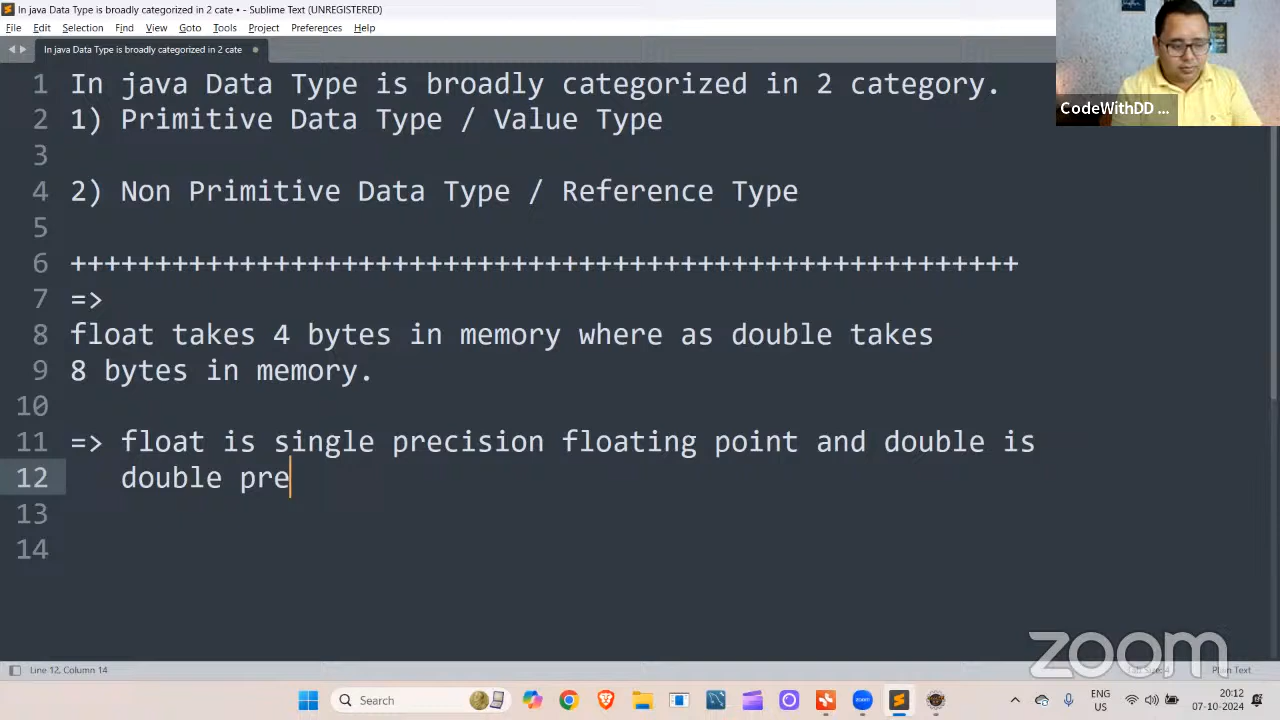 In java Data Type is broadly categorized in 2 cate • - Sublime Text (UNREGISTERED)
File Edit Selection Find View Goto Tools Project Preferences Help
In java Data Type is broadly categorized in 2 cate
CodeWithDD ...
1 In java Data Type is broadly categorized in 2 category.
2 1) Primitive Data Type / Value Type
3
4 2) Non Primitive Data Type / Reference Type
5
6 ++++++++++++++++++++++++++++++++++++++++++++++++++++++++
7 =>
8 float takes 4 bytes in memory where as double takes
9 8 bytes in memory.
10
11 => float is single precision floating point and double is
12 double pre
13
14
zoom
Line 12, Column 14
Tab Size: 4
Plain Text
Search
ENG
US
20:12
07-10-2024